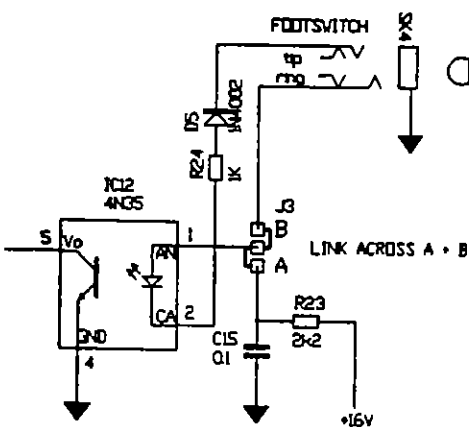 FOOTSWITCH
SK4
tip
ring
D5
1N4002
R24
1K
IC12
4N35
J3
B
A
LINK ACROSS A + B
5
Vo
AN
1
CA
2
GND
4
C15
0.1
R23
2K2
+16V